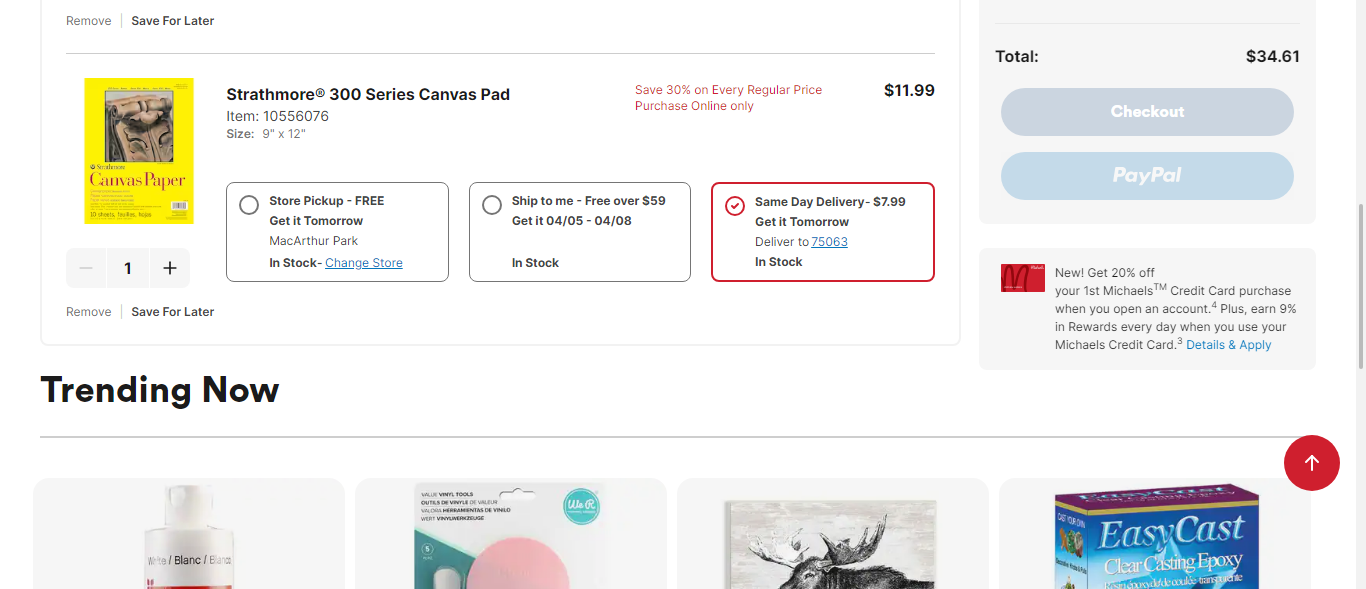 Remove
Save For Later
Total:
$34.61
Strathmore® 300 Series Canvas Pad
Item: 10556076
Size: 9" x 12"
Save 30% on Every Regular Price
Purchase Online only
$11.99
Strathmore
Canvas Paper
10 sheets, feuilles, hojas
1
Remove
Save For Later
Store Pickup - FREE
Get it Tomorrow
MacArthur Park
In Stock- Change Store
Ship to me - Free over $59
Get it 04/05 - 04/08
In Stock
Same Day Delivery- $7.99
Get it Tomorrow
Deliver to 75063
In Stock
Checkout
PayPal
New! Get 20% off
your 1st Michaels™ Credit Card purchase
when you open an account.4 Plus, earn 9%
in Rewards every day when you use your
Michaels Credit Card.3 Details & Apply
Trending Now
White / Blanc / Blanco
VALUE VINYL TOOLS
OUTILS DE VINYLE DE VALEUR
VALORA HERRAMIENTAS DE VINILO
WERT VINYLWERKZEUGE
We R
5
CAST YOUR OWN
EasyCast
Clear Casting Epoxy